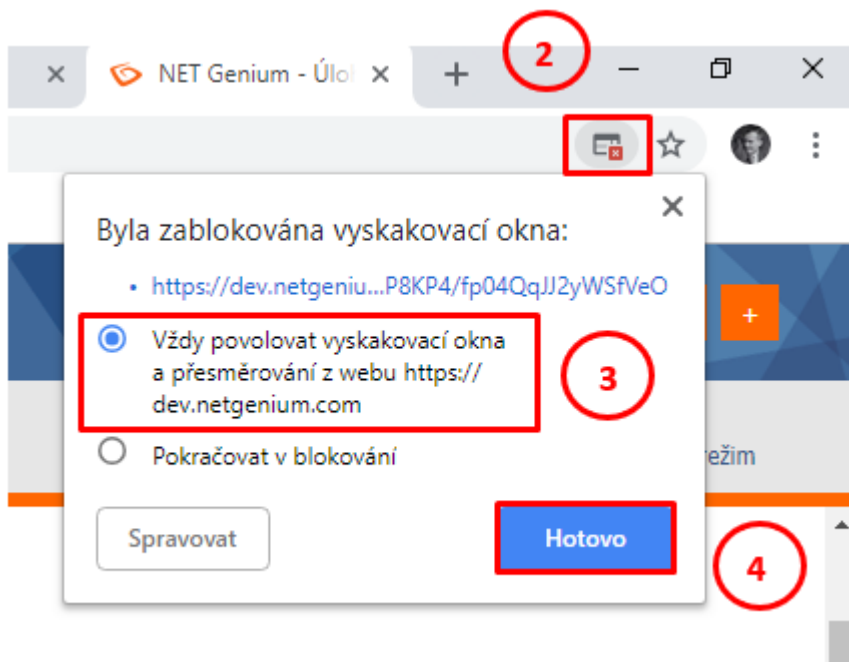 2
NET Genium - Úlo
Byla zablokována vyskakovací okna:
• https://dev.netgeniu...P8KP4/fp04QqJJ2yWSfVeO
+
Vždy povolovat vyskakovací okna
a přesměrování z webu https://
dev.netgenium.com
3
Pokračovat v blokování
režim
Spravovat
Hotovo
4